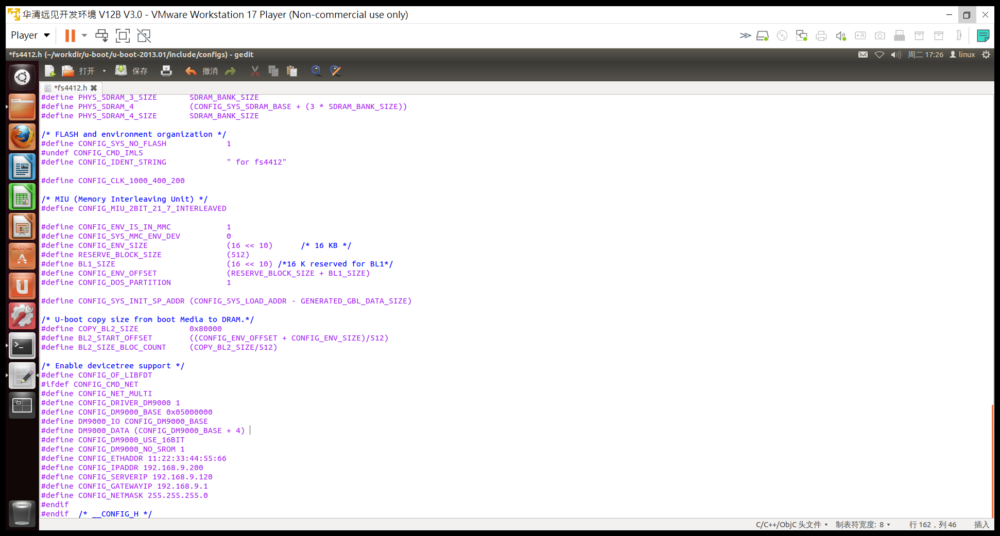 华清远见开发环境 V12B V3.0 - VMware Workstation 17 Player (Non-commercial use only)
Player
*fs4412.h (~/workdir/u-boot/u-boot-2013.01/include/configs) - gedit
周二 17:26 linux
打开 保存 撤消
*fs4412.h
#define PHYS_SDRAM_3_SIZE SDRAM_BANK_SIZE
#define PHYS_SDRAM_4 (CONFIG_SYS_SDRAM_BASE + (3 * SDRAM_BANK_SIZE))
#define PHYS_SDRAM_4_SIZE SDRAM_BANK_SIZE
/* FLASH and environment organization */
#define CONFIG_SYS_NO_FLASH 1
#undef CONFIG_CMD_IMLS
#define CONFIG_IDENT_STRING " for fs4412"
#define CONFIG_CLK_1000_400_200
/* MIU (Memory Interleaving Unit) */
#define CONFIG_MIU_2BIT_21_7_INTERLEAVED
#define CONFIG_ENV_IS_IN_MMC 1
#define CONFIG_SYS_MMC_ENV_DEV 0
#define CONFIG_ENV_SIZE (16 << 10) /* 16 KB */
#define RESERVE_BLOCK_SIZE (512)
#define BL1_SIZE (16 << 10) /*16 K reserved for BL1*/
#define CONFIG_ENV_OFFSET (RESERVE_BLOCK_SIZE + BL1_SIZE)
#define CONFIG_DOS_PARTITION 1
#define CONFIG_SYS_INIT_SP_ADDR (CONFIG_SYS_LOAD_ADDR - GENERATED_GBL_DATA_SIZE)
/* U-boot copy size from boot Media to DRAM.*/
#define COPY_BL2_SIZE 0x80000
#define BL2_START_OFFSET ((CONFIG_ENV_OFFSET + CONFIG_ENV_SIZE)/512)
#define BL2_SIZE_BLOC_COUNT (COPY_BL2_SIZE/512)
/* Enable devicetree support */
#define CONFIG_OF_LIBFDT
#ifdef CONFIG_CMD_NET
#define CONFIG_NET_MULTI
#define CONFIG_DRIVER_DM9000 1
#define CONFIG_DM9000_BASE 0x05000000
#define DM9000_IO CONFIG_DM9000_BASE
#define DM9000_DATA (CONFIG_DM9000_BASE + 4)
#define CONFIG_DM9000_USE_16BIT
#define CONFIG_DM9000_NO_SROM 1
#define CONFIG_ETHADDR 11:22:33:44:55:66
#define CONFIG_IPADDR 192.168.9.200
#define CONFIG_SERVERIP 192.168.9.120
#define CONFIG_GATEWAYIP 192.168.9.1
#define CONFIG_NETMASK 255.255.255.0
#endif
#endif /* __CONFIG_H */
C/C++/ObjC 头文件 制表符宽度: 8 行 162，列 46 插入